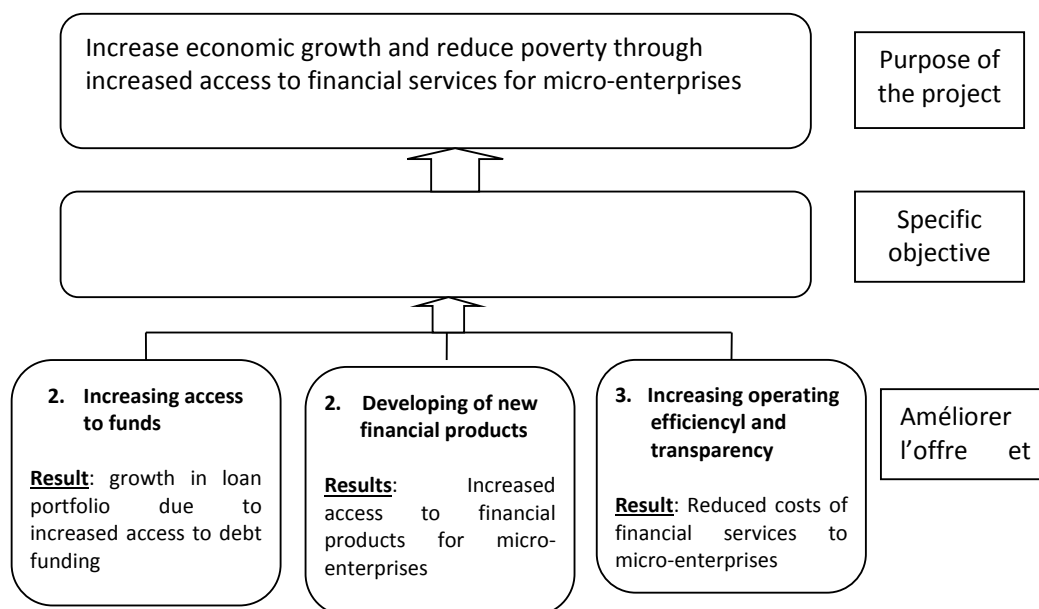 Increase economic growth and reduce poverty through
increased access to financial services for micro-enterprises
Purpose of
the project
Specific
objective
2. Increasing access
to funds
Result: growth in loan
portfolio due to
increased access to debt
funding
2. Developing of new
financial products
Results: Increased
access to financial
products for micro-
enterprises
3. Increasing operating
efficiencyl and
transparency
Result: Reduced costs of
financial services to
micro-enterprises
Améliorer
l’offre et